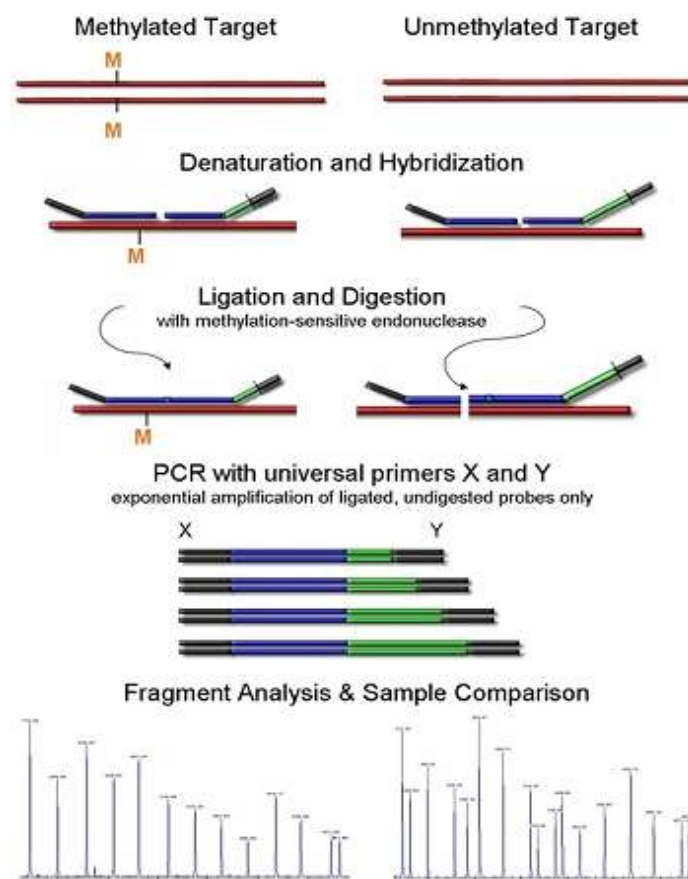 Methylated Target
Unmethylated Target
M
M
Denaturation and Hybridization
M
Ligation and Digestion
with methylation-sensitive endonuclease
M
PCR with universal primers X and Y
exponential amplification of ligated, undigested probes only
X Y
Fragment Analysis & Sample Comparison